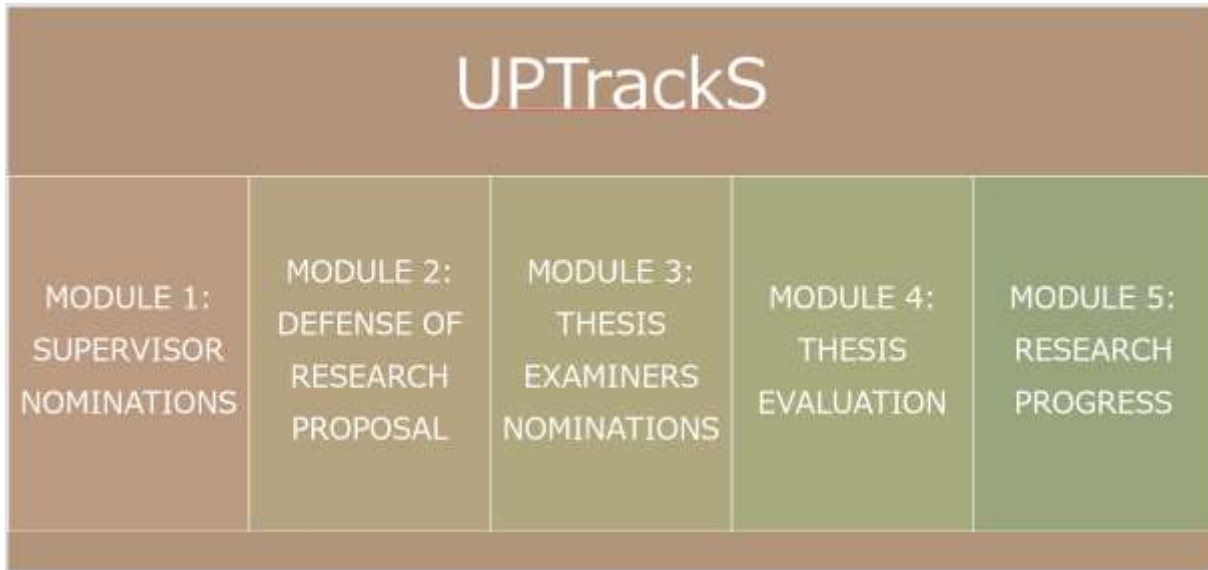 UPTrackS
MODULE 1:
SUPERVISOR
NOMINATIONS
MODULE 2:
DEFENSE OF
RESEARCH
PROPOSAL
MODULE 3:
THESIS
EXAMINERS
NOMINATIONS
MODULE 4:
THESIS
EVALUATION
MODULE 5:
RESEARCH
PROGRESS